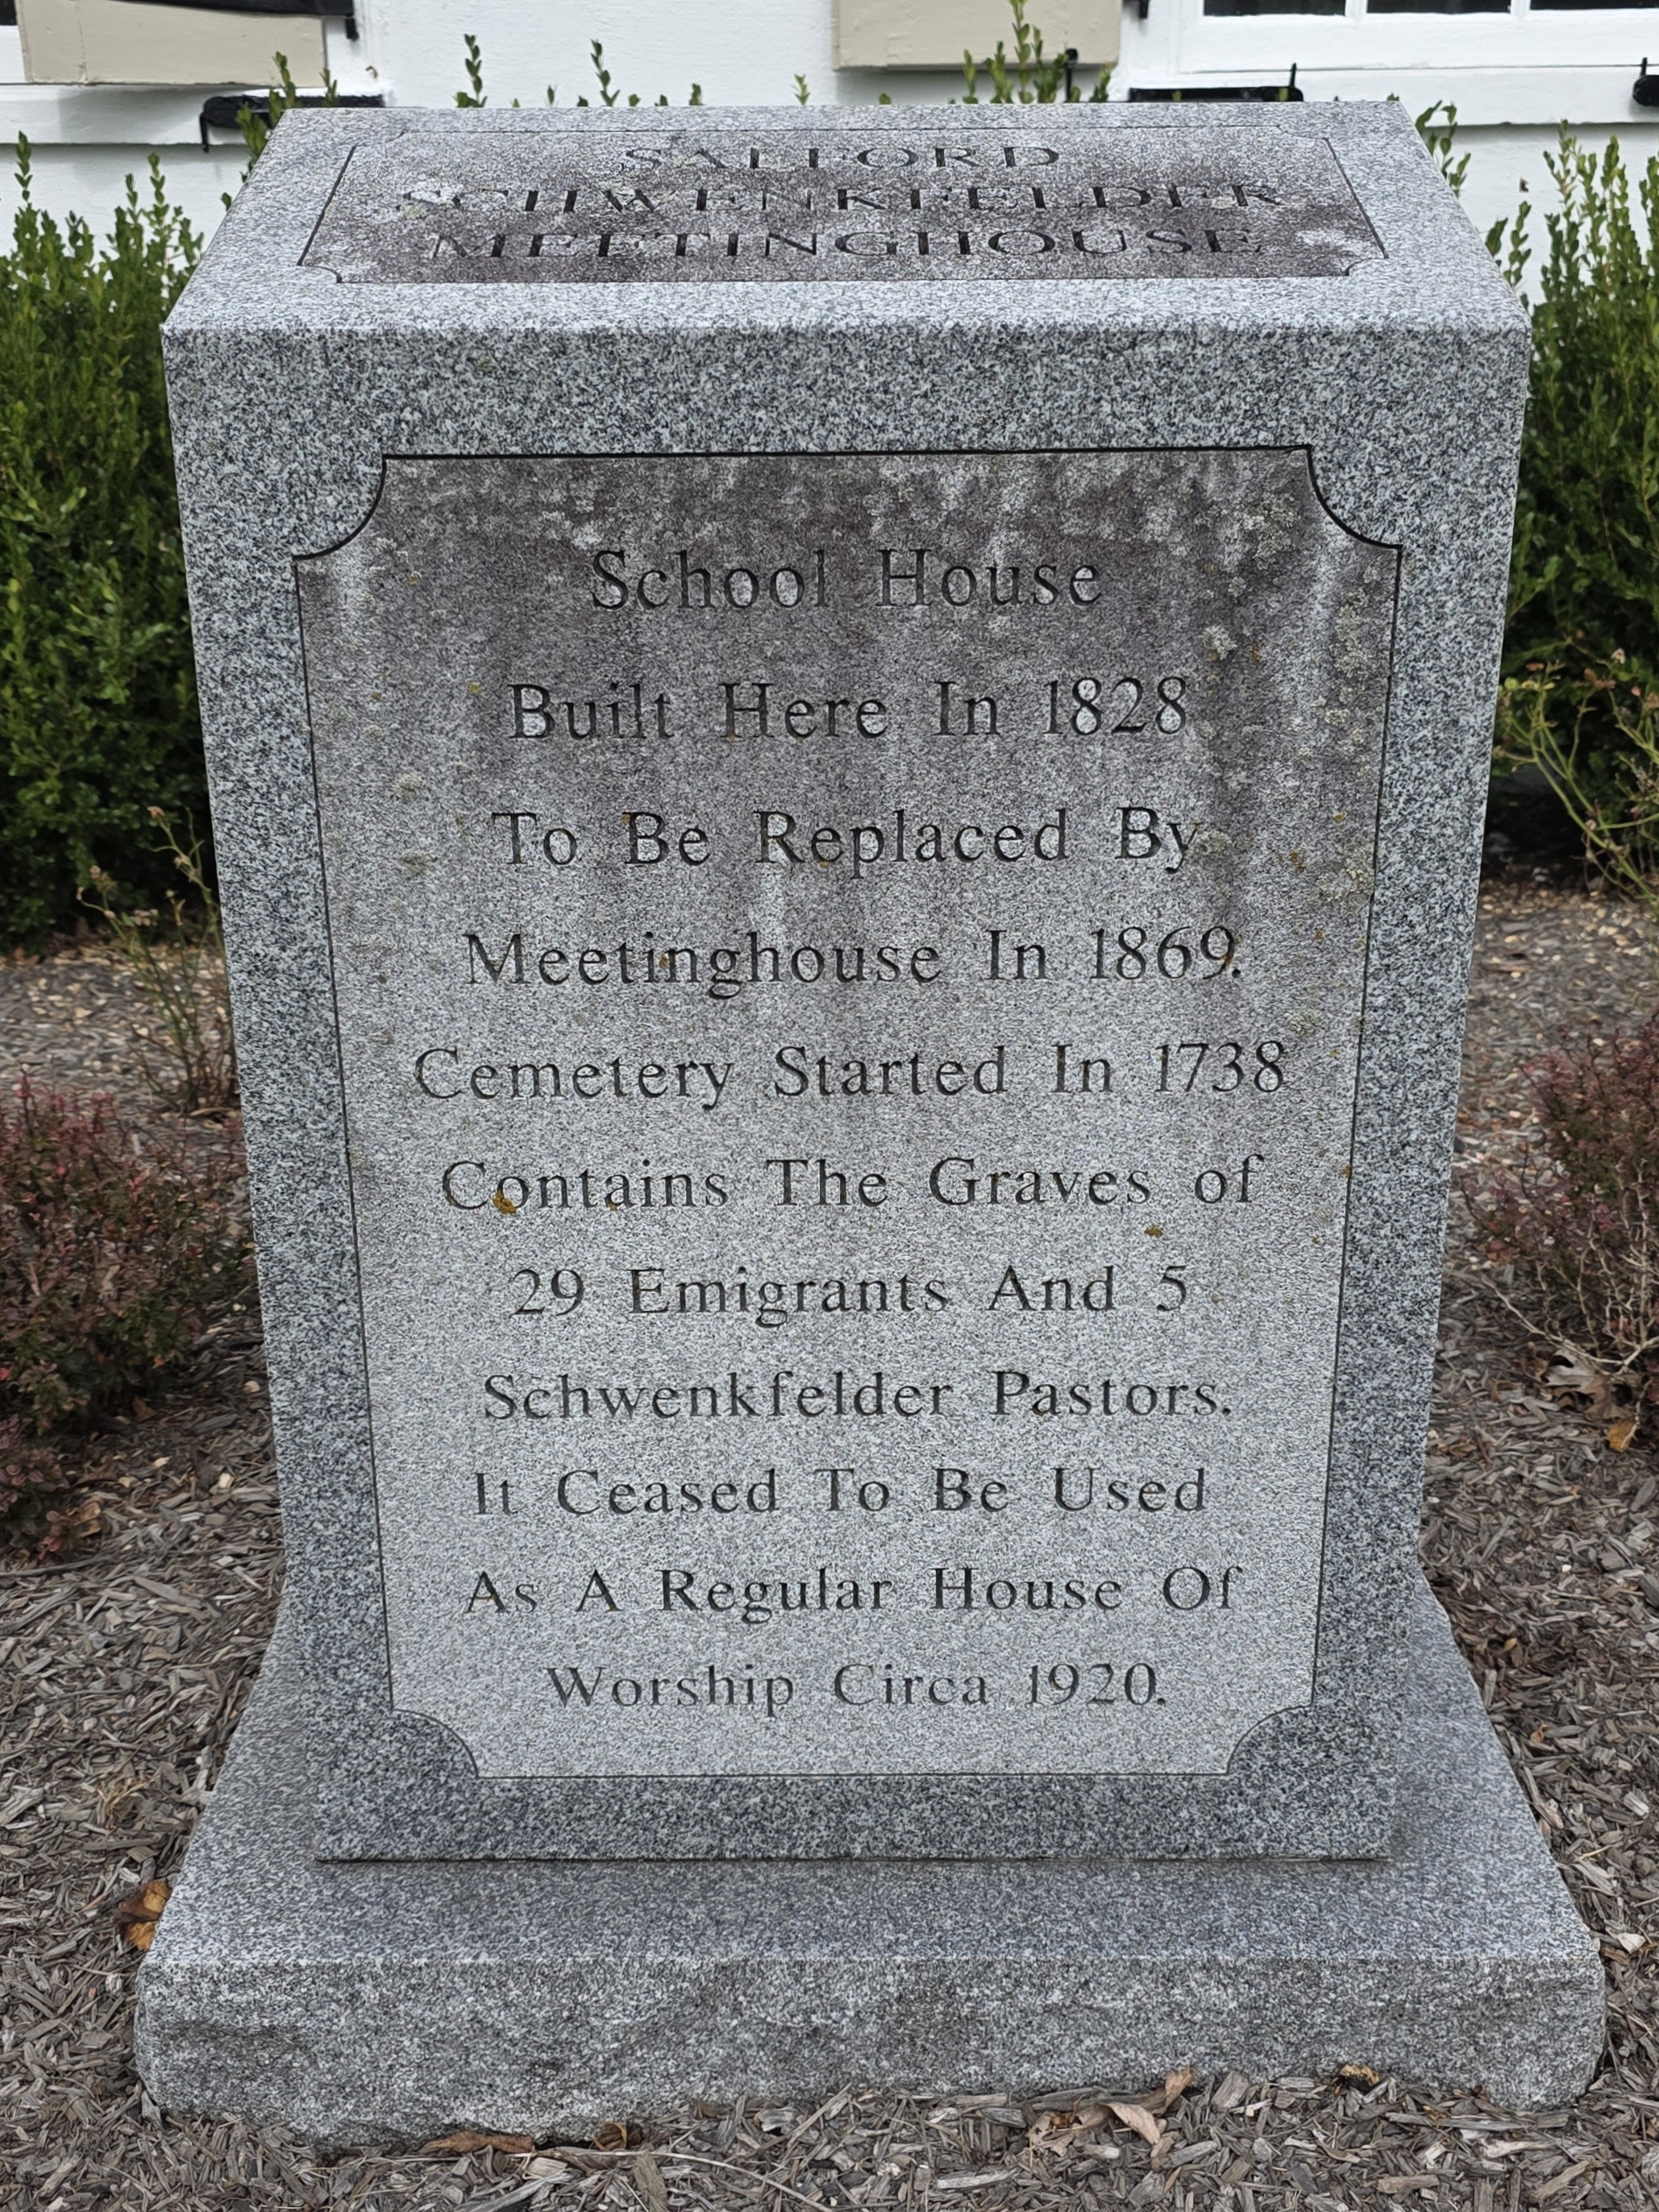 SALFORD
SCHWENKFELDER
MEETINGHOUSE
School House
Built Here In 1828
To Be Replaced By
Meetinghouse In 1869.
Cemetery Started In 1738
Contains The Graves of
29 Emigrants And 5
Schwenkfelder Pastors.
It Ceased To Be Used
As A Regular House Of
Worship Circa 1920.